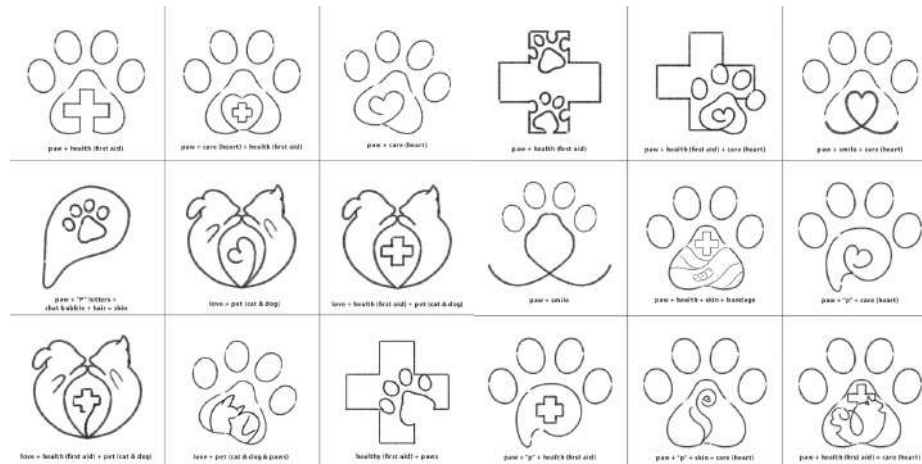 paw + health (first aid)
paw + care (heart) + health (first aid)
paw + care (heart)
paw + health (first aid)
paw + health (first aid) + care (heart)
paw + smile + care (heart)
paw + "P" letters +
chat bubble + hair = skin
love + pet (cat & dog)
love + health (first aid) + pet (cat & dog)
paw + smile
paw + health + skin + bandage
paw + "p" + care (heart)
love + health (first aid) + pet (cat & dog)
love + pet (cat & dog & paws)
healthy (first aid) + paws
paw + "p" + health (first aid)
paw + "p" + skin + care (heart)
paw + health (first aid) + care (heart)